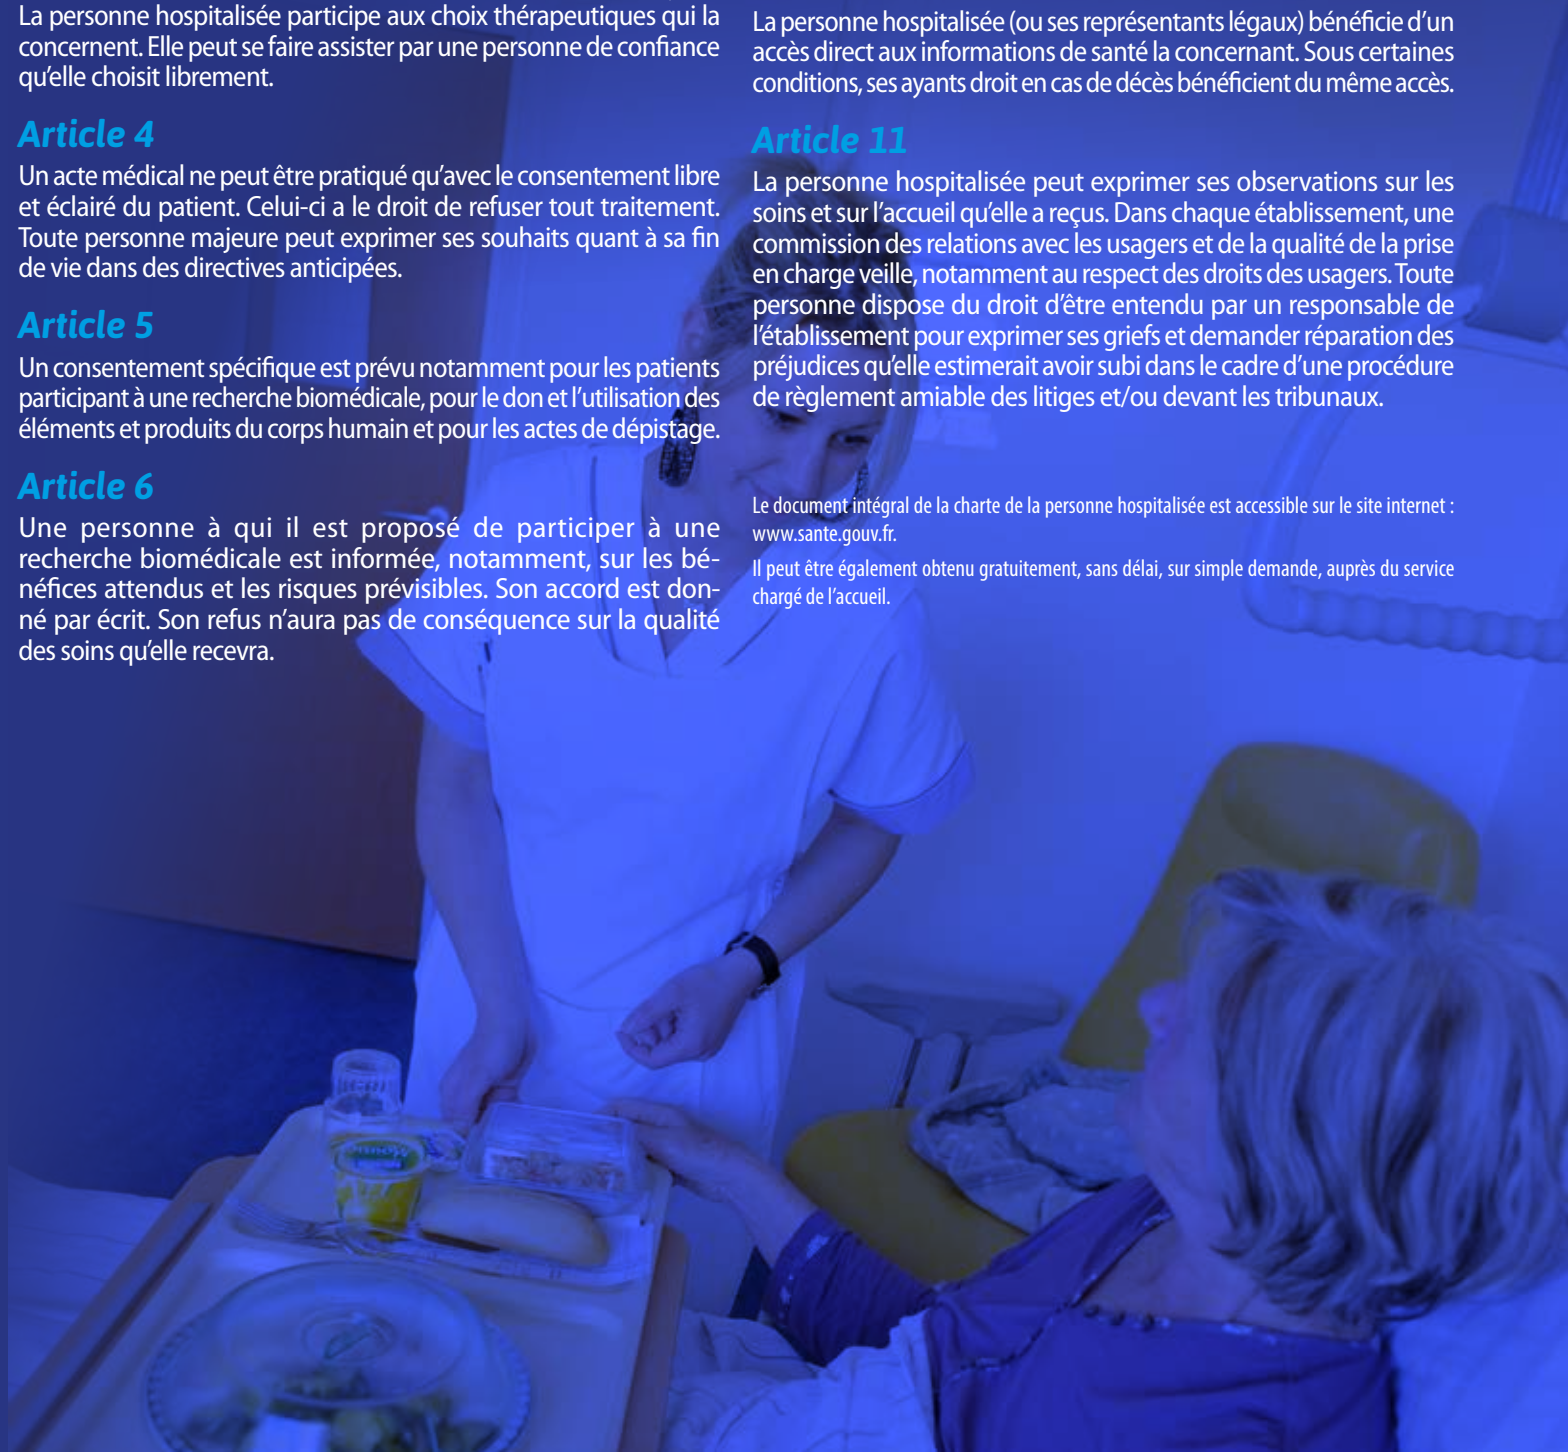 La personne hospitalisée participe aux choix thérapeutiques qui la
concernent. Elle peut se faire assister par une personne de confiance
qu’elle choisit librement.
Article 4
Un acte médical ne peut être pratiqué qu’avec le consentement libre
et éclairé du patient. Celui-ci a le droit de refuser tout traitement.
Toute personne majeure peut exprimer ses souhaits quant à sa fin
de vie dans des directives anticipées.
Article 5
Un consentement spécifique est prévu notamment pour les patients
participant à une recherche biomédicale, pour le don et l’utilisation des
éléments et produits du corps humain et pour les actes de dépistage.
Article 6
Une personne à qui il est proposé de participer à une
recherche biomédicale est informée, notamment, sur les bé-
néfices attendus et les risques prévisibles. Son accord est don-
né par écrit. Son refus n’aura pas de conséquence sur la qualité
des soins qu’elle recevra.
La personne hospitalisée (ou ses représentants légaux) bénéficie d’un
accès direct aux informations de santé la concernant. Sous certaines
conditions, ses ayants droit en cas de décès bénéficient du même accès.
Article 11
La personne hospitalisée peut exprimer ses observations sur les
soins et sur l’accueil qu’elle a reçus. Dans chaque établissement, une
commission des relations avec les usagers et de la qualité de la prise
en charge veille, notamment au respect des droits des usagers. Toute
personne dispose du droit d’être entendu par un responsable de
l’établissement pour exprimer ses griefs et demander réparation des
préjudices qu’elle estimerait avoir subi dans le cadre d’une procédure
de règlement amiable des litiges et/ou devant les tribunaux.
Le document intégral de la charte de la personne hospitalisée est accessible sur le site internet :
www.sante.gouv.fr.
Il peut être également obtenu gratuitement, sans délai, sur simple demande, auprès du service
chargé de l’accueil.